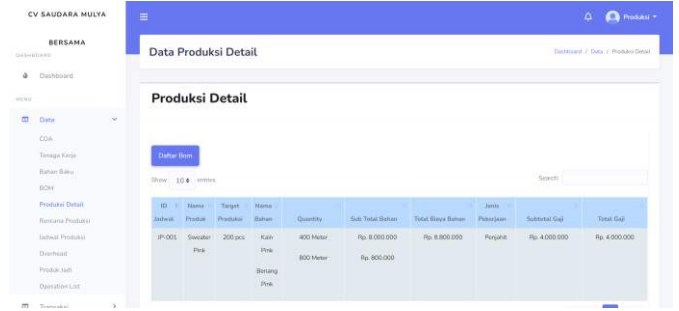 CV SAUDARA MULYA
BERSAMA
DASHBOARD
Dashboard
MENU
Data
COA
Tenaga Kerja
Bahan Baku
BOM
Produksi Detail
Rencana Produksi
Jadwal Produksi
Overhead
Produk Jadi
Operation List
Transaksi
Produksi
Data Produksi Detail
Dashboard / Data / Produksi Detail
Produksi Detail
Daftar Bom
Show 10 entries
Search:
ID Jadwal Nama Produk Target Produksi Nama Bahan Quantity Sub Total Bahan Total Biaya Bahan Jenis Pekerjaan Subtotal Gaji Total Gaji
JP-001 Sweater Pink 200 pcs Kain Pink 400 Meter Rp. 8.000.000 Rp. 8.800.000 Penjahit Rp. 4.000.000 Rp. 4.000.000
Benang Pink 800 Meter Rp. 800.000